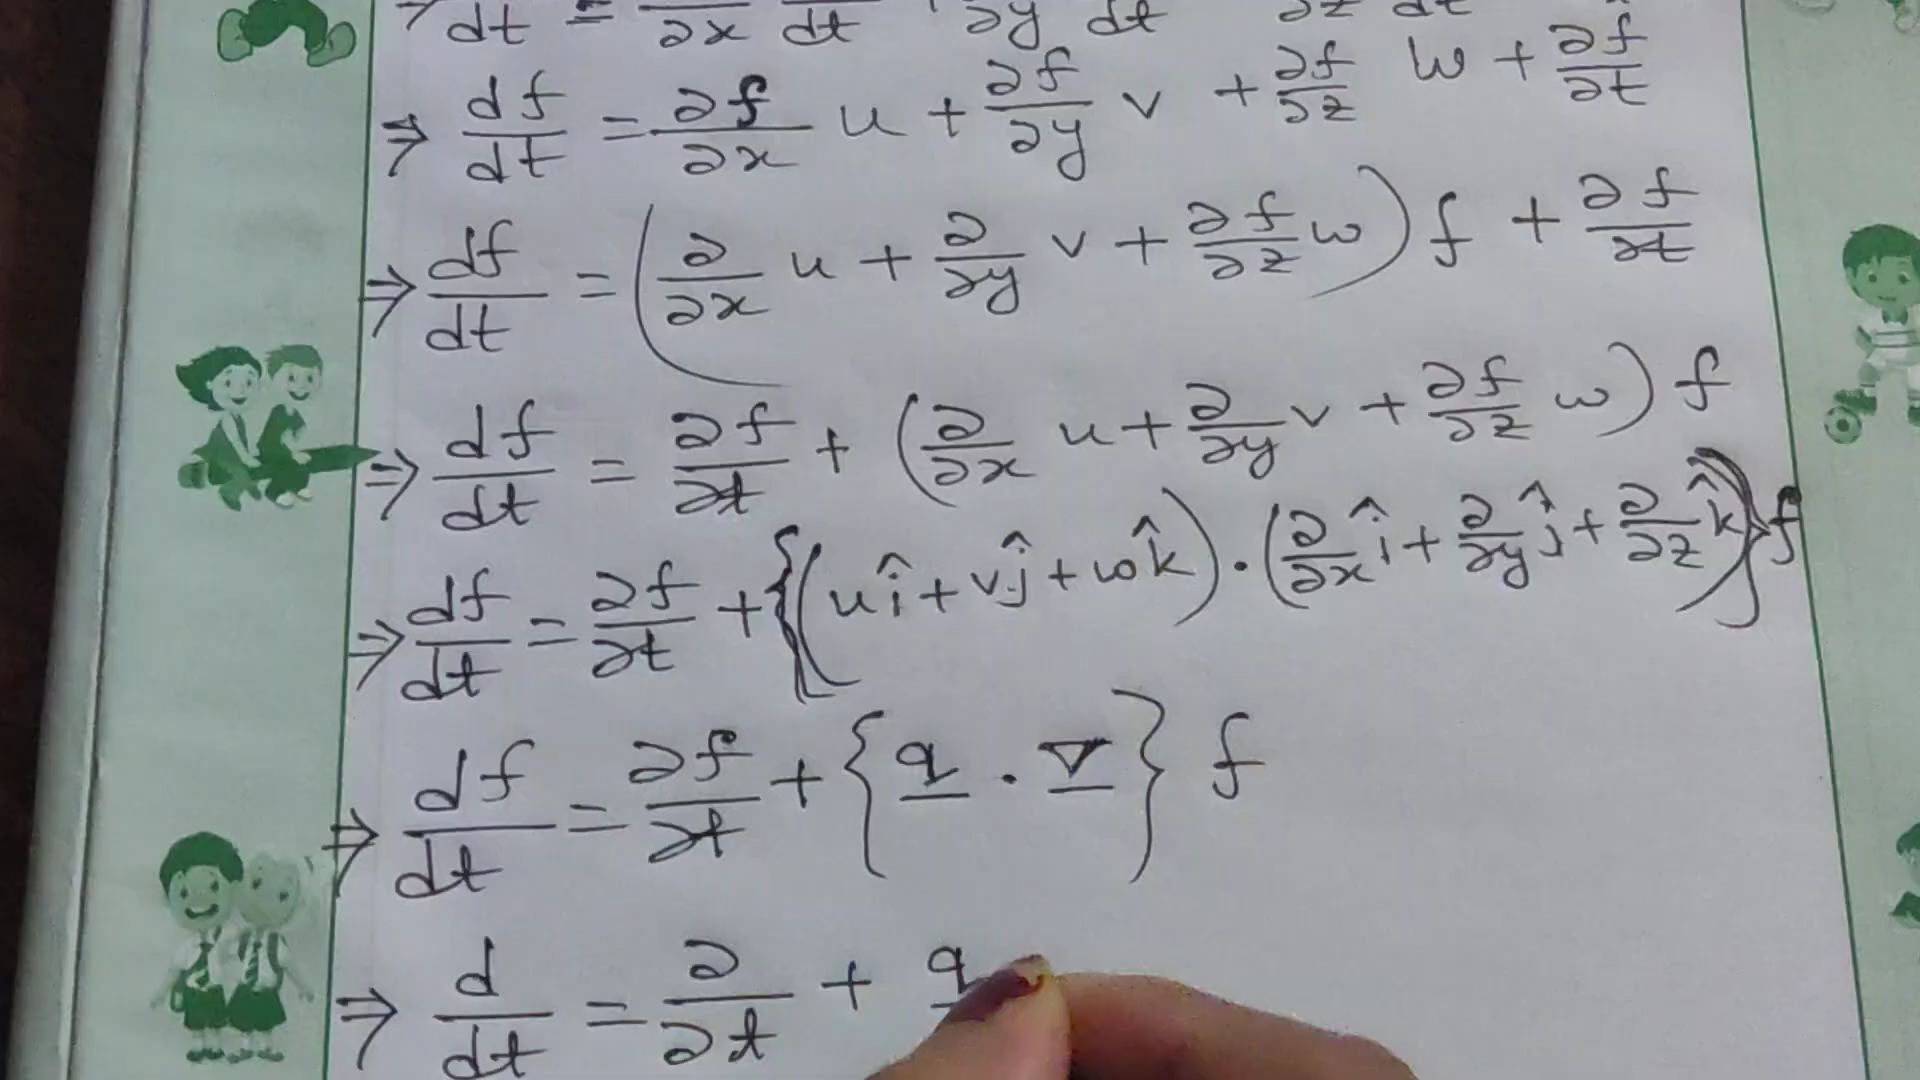 ⇒ df/dt = ∂f/∂x u + ∂f/∂y v + ∂f/∂z w + ∂f/∂t
⇒ df/dt = (∂/∂x u + ∂/∂y v + ∂f/∂z w) f + ∂f/∂t
⇒ df/dt = ∂f/∂t + (∂/∂x u + ∂/∂y v + ∂f/∂z w) f
⇒ df/dt = ∂f/∂t + {(uî + vĵ + wk̂) · (∂/∂x î + ∂/∂y ĵ + ∂/∂z k̂)} f
⇒ df/dt = ∂f/∂t + {q̲ · ∇̲} f
⇒ d/dt = ∂/∂t + q̲